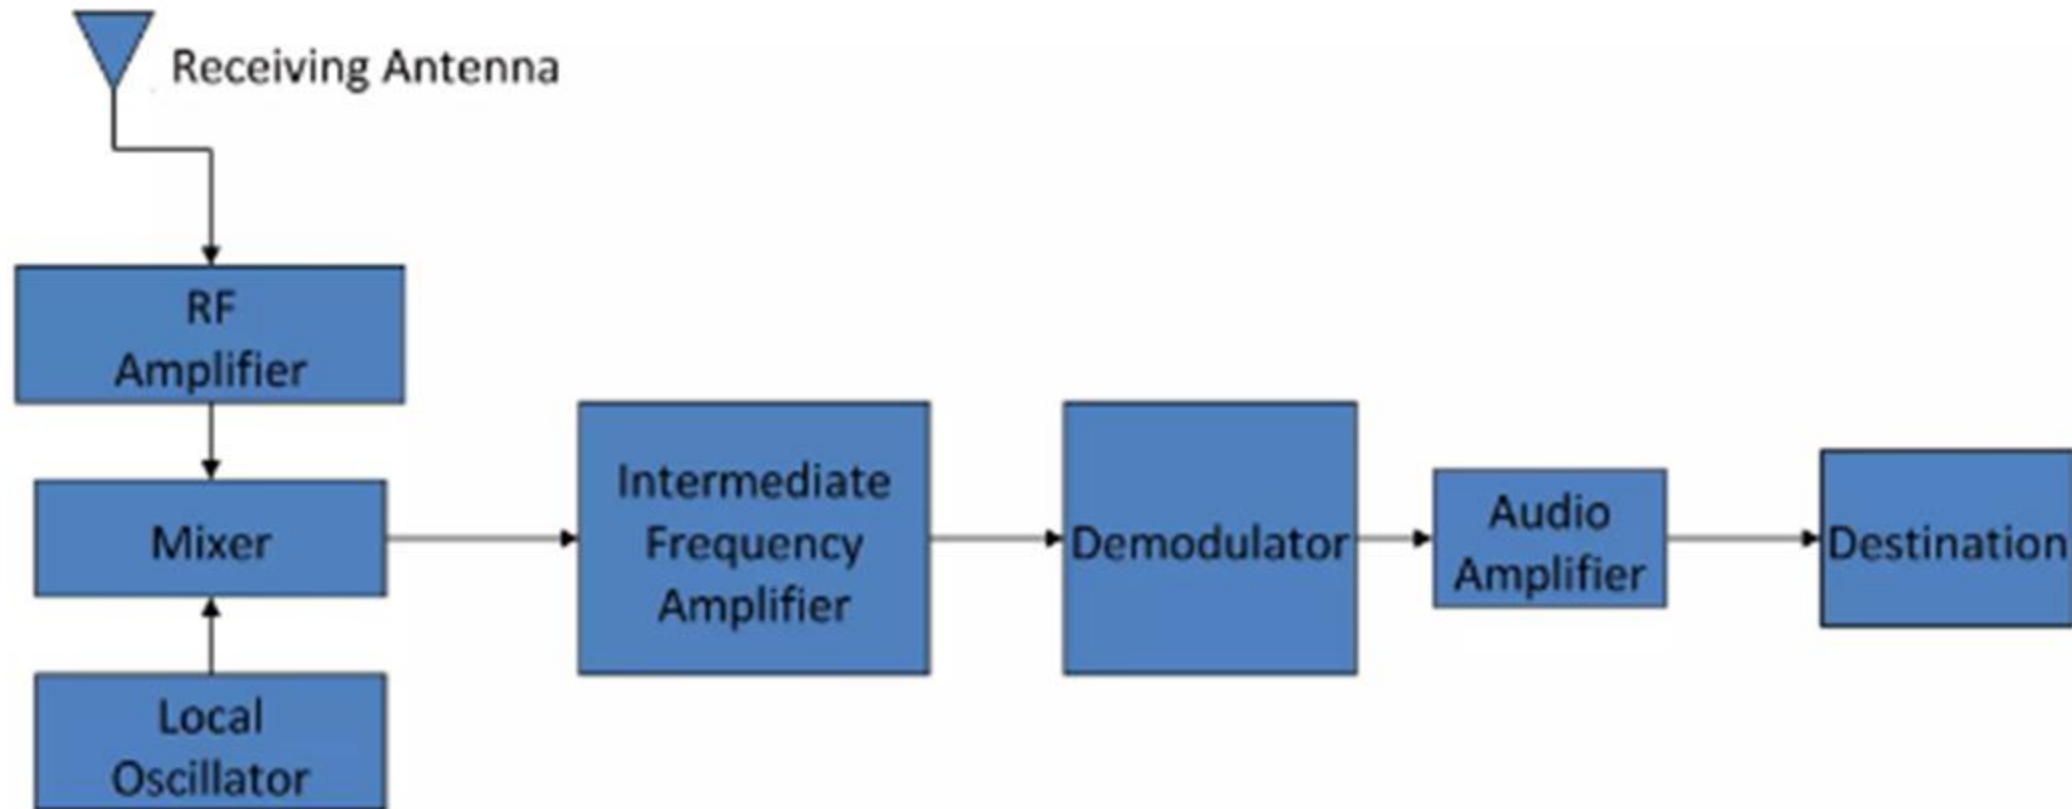 Receiving Antenna
RF
Amplifier
Mixer
Local
Oscillator
Intermediate
Frequency
Amplifier
Demodulator
Audio
Amplifier
Destination